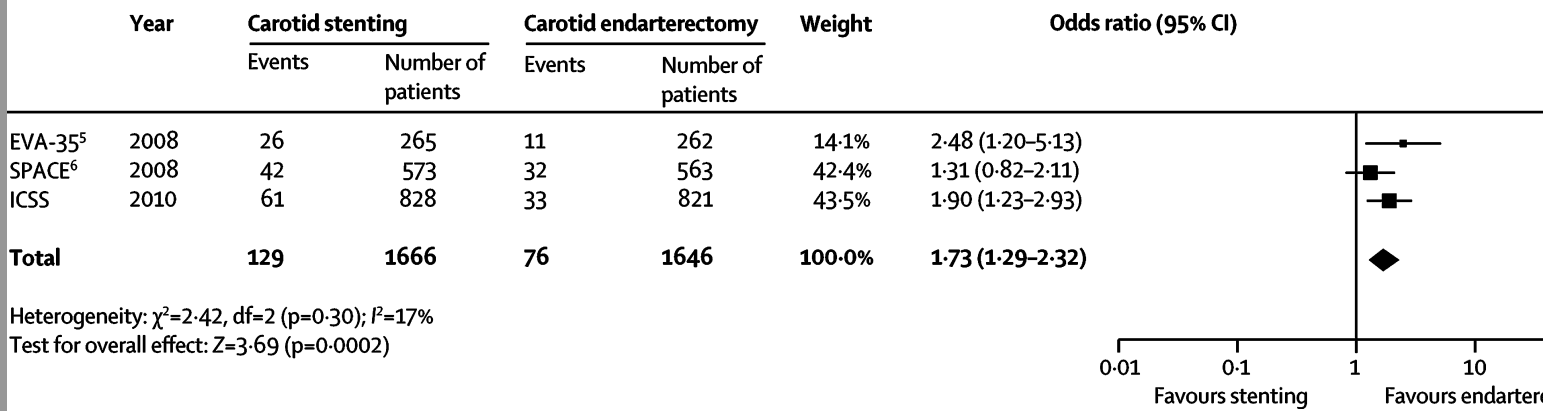 Year Carotid stenting Carotid endarterectomy Weight Odds ratio (95% CI)
Events Number of patients Events Number of patients
EVA-35⁵ 2008 26 265 11 262 14·1% 2·48 (1·20–5·13)
SPACE⁶ 2008 42 573 32 563 42·4% 1·31 (0·82–2·11)
ICSS 2010 61 828 33 821 43·5% 1·90 (1·23–2·93)
Total 129 1666 76 1646 100·0% 1·73 (1·29–2·32)
Heterogeneity: χ²=2·42, df=2 (p=0·30); I²=17%
Test for overall effect: Z=3·69 (p=0·0002)
0·01 0·1 1 10
Favours stenting Favours endartere